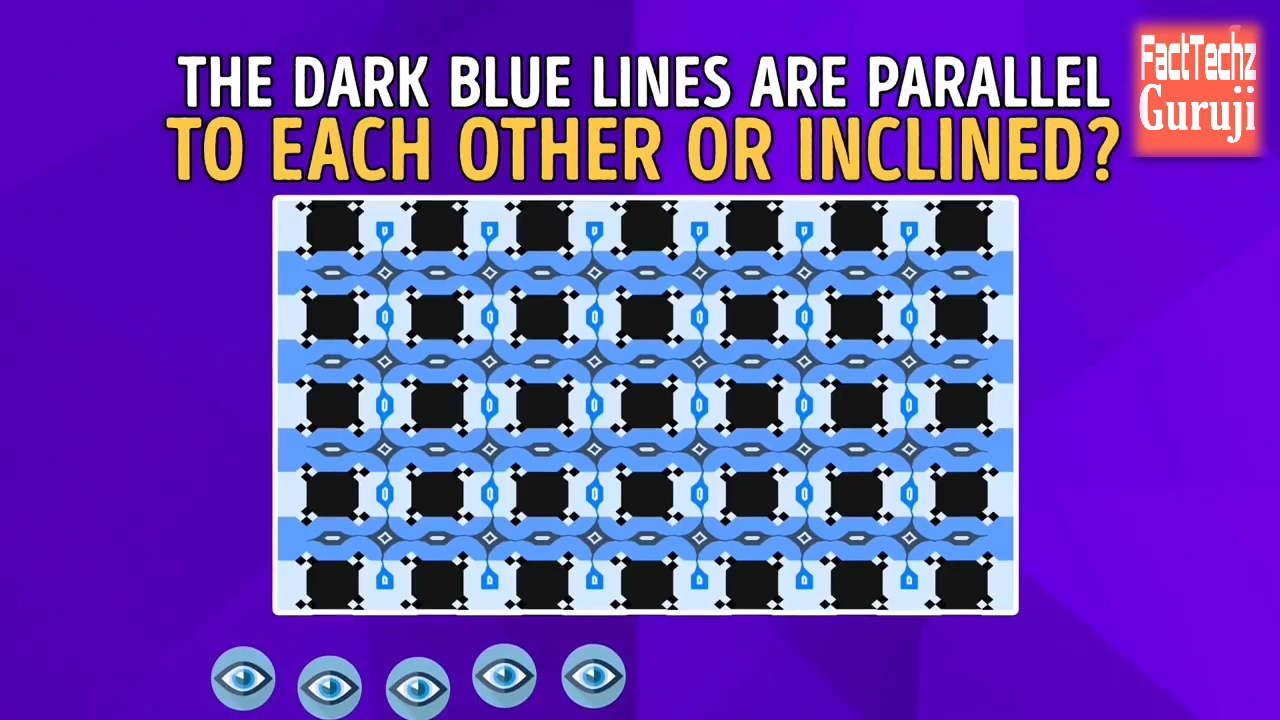 THE DARK BLUE LINES ARE PARALLEL
TO EACH OTHER OR INCLINED?
FactTechz
Guruji